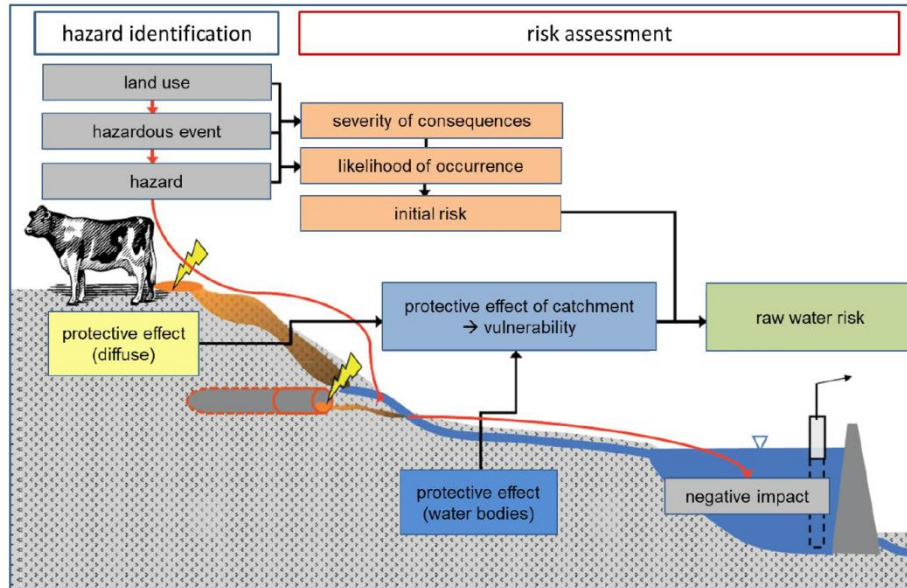 hazard identification
risk assessment
land use
hazardous event
hazard
severity of consequences
likelihood of occurrence
initial risk
protective effect
(diffuse)
protective effect of catchment
→ vulnerability
raw water risk
protective effect
(water bodies)
negative impact